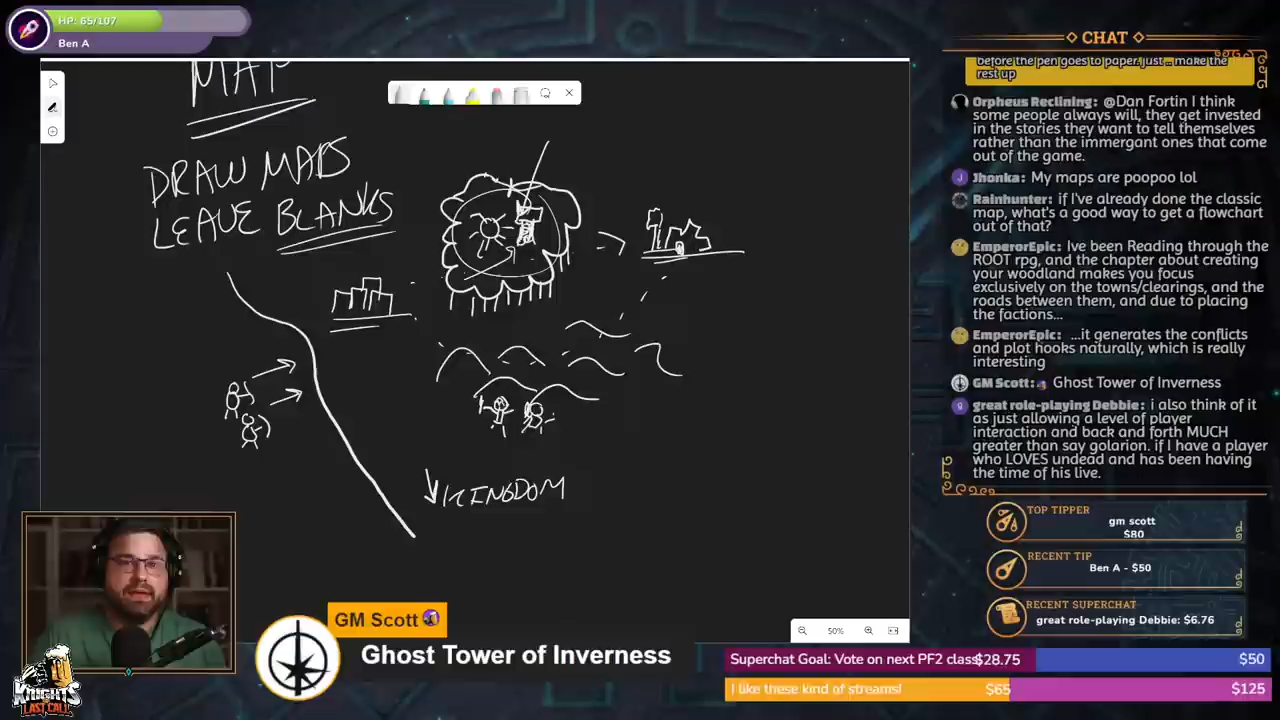 HP: 65/107
Ben A
MAP
DRAW MAPS
LEAVE BLANKS
↓ KINGDOM
50%
CHAT
before the pen goes to paper. just .. make the
rest up
Orpheus Reclining: @Dan Fortin I think
some people always will, they get invested
in the stories they want to tell themselves
rather than the immergant ones that come
out of the game.
Jhonka: My maps are poopoo lol
Rainhunter: if I've already done the classic
map, what's a good way to get a flowchart
out of that?
EmperorEpic: Ive been Reading through the
ROOT rpg, and the chapter about creating
your woodland makes you focus
exclusively on the towns/clearings, and the
roads between them, and due to placing
the factions...
EmperorEpic: ...it generates the conflicts
and plot hooks naturally, which is really
interesting
GM Scott: Ghost Tower of Inverness
great role-playing Debbie: i also think of it
as just allowing a level of player
interaction and back and forth MUCH
greater than say golarion. if I have a player
who LOVES undead and has been having
the time of his live.
TOP TIPPER
gm scott
$80
RECENT TIP
Ben A - $50
RECENT SUPERCHAT
great role-playing Debbie: $6.76
GM Scott
Ghost Tower of Inverness
KNIGHTS
OF LAST CALL
Superchat Goal: Vote on next PF2 class $28.75 $50
I like these kind of streams! $65 $125